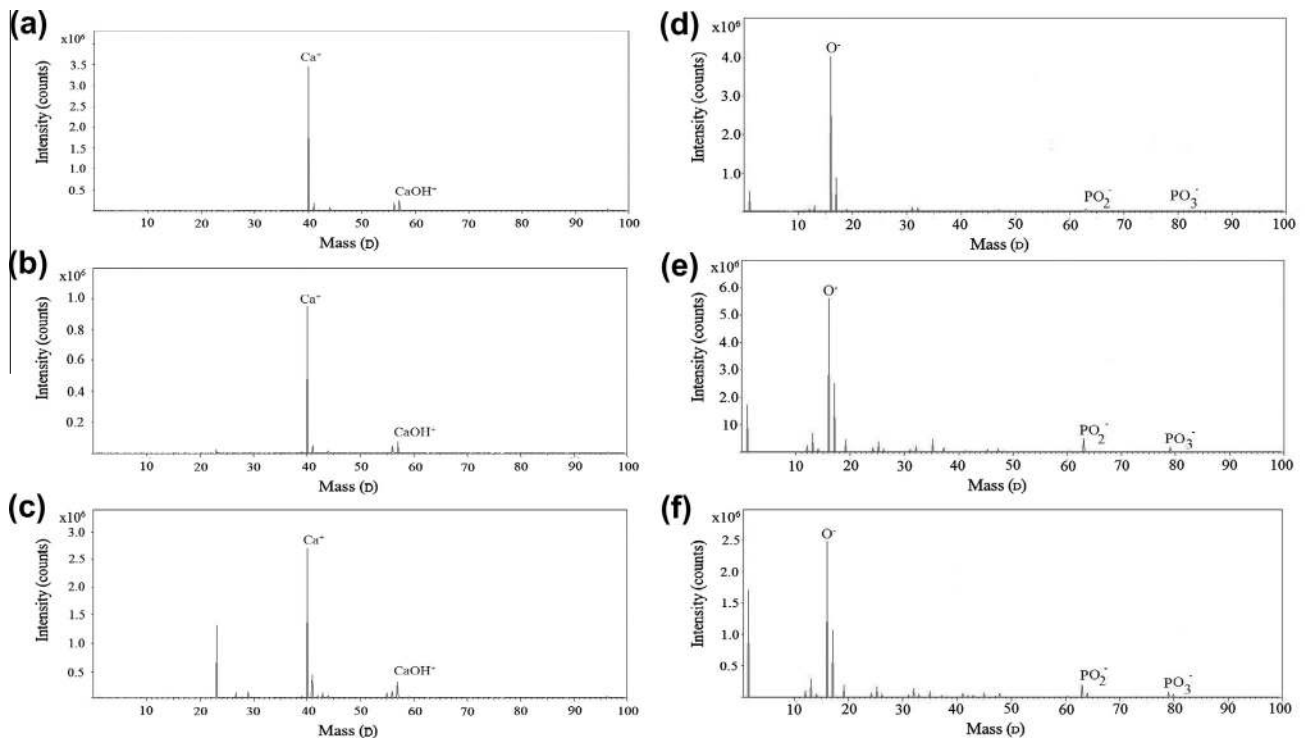 (a)
x10⁶
Ca⁺
3.5
3.0
2.5
2.0
1.5
1.0
0.5
CaOH⁺
Intensity (counts)
10 20 30 40 50 60 70 80 90 100
Mass (D)
(b)
x10⁶
Ca⁺
1.0
0.8
0.6
0.4
0.2
CaOH⁺
Intensity (counts)
10 20 30 40 50 60 70 80 90 100
Mass (D)
(c)
x10⁶
3.0
Ca⁺
2.5
2.0
1.5
1.0
0.5
CaOH⁺
Intensity (counts)
10 20 30 40 50 60 70 80 90 100
Mass (D)
(d)
x10⁶
O⁻
4.0
3.0
2.0
1.0
PO₂⁻ PO₃⁻
Intensity (counts)
10 20 30 40 50 60 70 80 90 100
Mass (D)
(e)
x10⁶
O⁻
6.0
5.0
4.0
3.0
2.0
10
PO₂⁻ PO₃⁻
Intensity (counts)
10 20 30 40 50 60 70 80 90 100
Mass (D)
(f)
x10⁶
O⁻
2.5
2.0
1.5
1.0
0.5
PO₂⁻ PO₃⁻
Intensity (counts)
10 20 30 40 50 60 70 80 90 100
Mass (D)